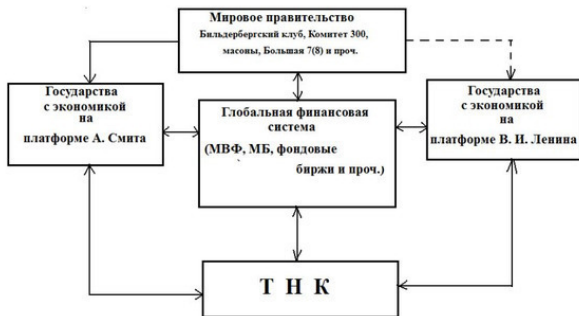 Мировое правительство
Бильдербергский клуб, Комитет 300,
масоны, Большая 7(8) и проч.
Государства
с экономикой
на
платформе А. Смита
Глобальная финансовая
система
(МВФ, МБ, фондовые
биржи и проч.)
Государства
с экономикой
на
платформе В. И. Ленина
Т Н К